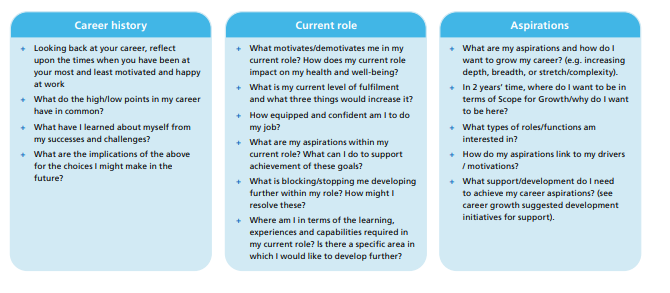 Career history
+ Looking back at your career, reflect
upon the times when you have been at
your most and least motivated and happy
at work
+ What do the high/low points in my career
have in common?
+ What have I learned about myself from
my successes and challenges?
+ What are the implications of the above
for the choices I might make in the
future?
Current role
+ What motivates/demotivates me in my
current role? How does my current role
impact on my health and well-being?
+ What is my current level of fulfilment
and what three things would increase it?
+ How equipped and confident am I to do
my job?
+ What are my aspirations within my
current role? What can I do to support
achievement of these goals?
+ What is blocking/stopping me developing
further within my role? How might I
resolve these?
+ Where am I in terms of the learning,
experiences and capabilities required in
my current role? Is there a specific area in
which I would like to develop further?
Aspirations
+ What are my aspirations and how do I
want to grow my career? (e.g. increasing
depth, breadth, or stretch/complexity).
+ In 2 years’ time, where do I want to be in
terms of Scope for Growth/why do I want
to be here?
+ What types of roles/functions am
interested in?
+ How do my aspirations link to my drivers
/ motivations?
+ What support/development do I need
to achieve my career aspirations? (see
career growth suggested development
initiatives for support).